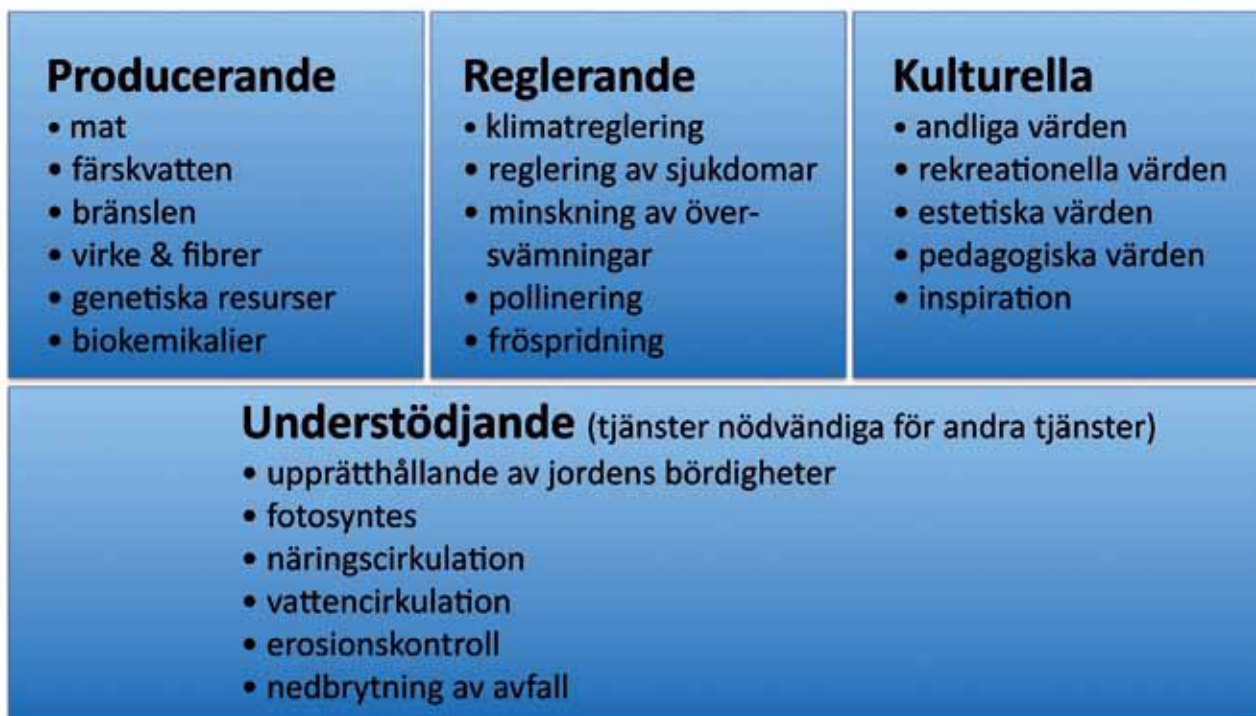 Producerande
• mat
• färskvatten
• bränslen
• virke & fibrer
• genetiska resurser
• biokemikalier
Reglerande
• klimatreglering
• reglering av sjukdomar
• minskning av över-
svämningar
• pollinering
• fröspridning
Kulturella
• andliga värden
• rekreationella värden
• estetiska värden
• pedagogiska värden
• inspiration
Understödjande (tjänster nödvändiga för andra tjänster)
• upprätthållande av jordens bördigheter
• fotosyntes
• näringscirkulation
• vattencirkulation
• erosionskontroll
• nedbrytning av avfall